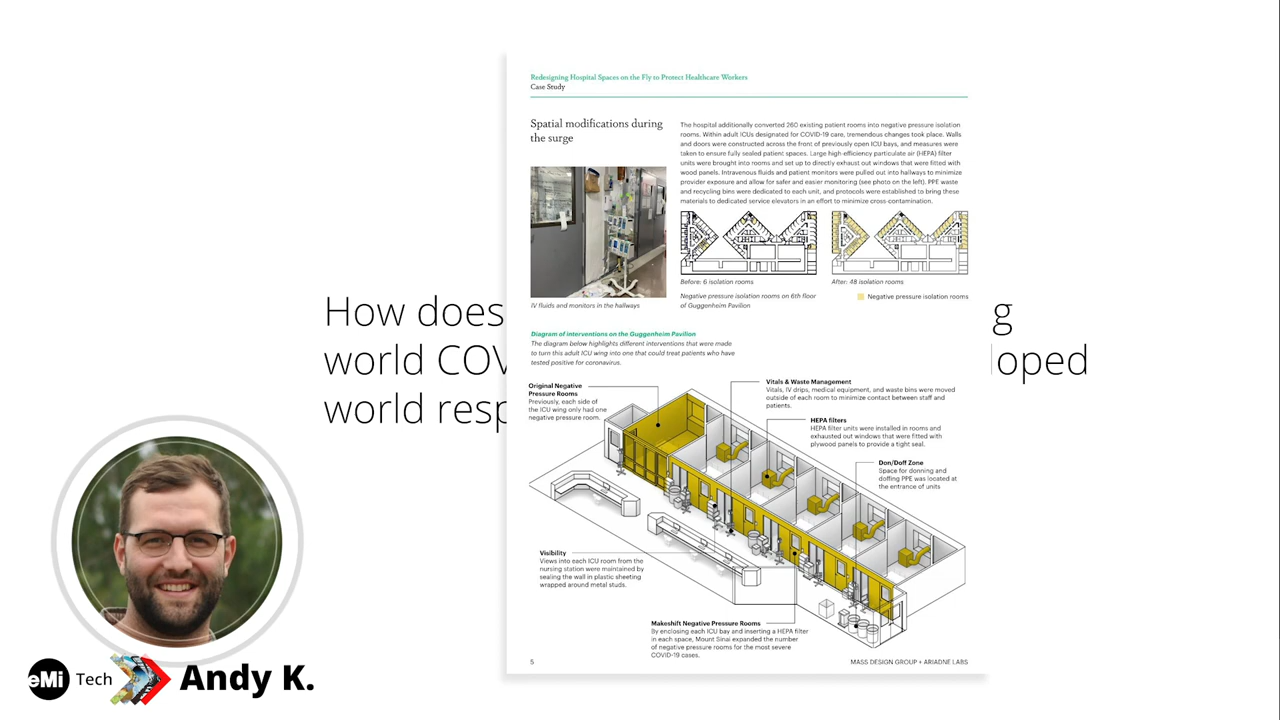 Redesigning Hospital Spaces on the Fly to Protect Healthcare Workers
Case Study
Spatial modifications during
the surge
The hospital additionally converted 260 existing patient rooms into negative pressure isolation
rooms. Within adult ICUs designated for COVID-19 care, tremendous changes took place. Walls
and doors were constructed across the front of previously open ICU bays, and measures were
taken to ensure fully sealed patient spaces. Large high-efficiency particulate air (HEPA) filter
units were brought into rooms and set up to directly exhaust out windows that were fitted with
wood panels. Intravenous fluids and patient monitors were pulled out into hallways to minimize
provider exposure and allow for safer and easier monitoring (see photo on the left). PPE waste
and recycling bins were dedicated to each unit, and protocols were established to bring these
materials to dedicated service elevators in an effort to minimize cross-contamination.
IV fluids and monitors in the hallways
Before: 6 isolation rooms
After: 48 isolation rooms
Negative pressure isolation rooms on 6th floor
of Guggenheim Pavilion
Negative pressure isolation rooms
How does
g
world COV
loped
world resp
Diagram of interventions on the Guggenheim Pavilion
The diagram below highlights different interventions that were made
to turn this adult ICU wing into one that could treat patients who have
tested positive for coronavirus.
Original Negative
Pressure Rooms
Previously, each side of
the ICU wing only had one
negative pressure room.
Vitals & Waste Management
Vitals, IV drips, medical equipment, and waste bins were moved
outside of each room to minimize contact between staff and
patients.
HEPA filters
HEPA filter units were installed in rooms and
exhausted out windows that were fitted with
plywood panels to provide a tight seal.
Don/Doff Zone
Space for donning and
doffing PPE was located at
the entrance of units
Visibility
Views into each ICU room from the
nursing station were maintained by
sealing the wall in plastic sheeting
wrapped around metal studs.
Makeshift Negative Pressure Rooms
By enclosing each ICU bay and inserting a HEPA filter
in each space, Mount Sinai expanded the number
of negative pressure rooms for the most severe
COVID-19 cases.
5
MASS DESIGN GROUP + ARIADNE LABS
eMi Tech
Andy K.